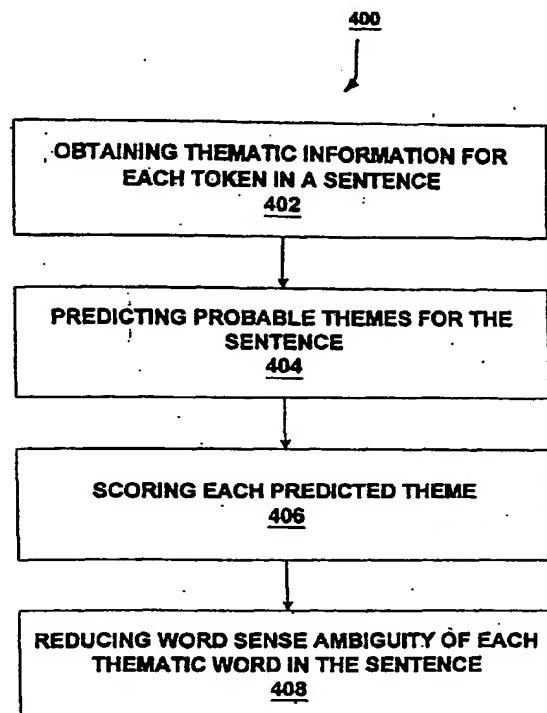 400
OBTAINING THEMATIC INFORMATION FOR
EACH TOKEN IN A SENTENCE
402
PREDICTING PROBABLE THEMES FOR THE
SENTENCE
404
SCORING EACH PREDICTED THEME
406
REDUCING WORD SENSE AMBIGUITY OF EACH
THEMATIC WORD IN THE SENTENCE
408